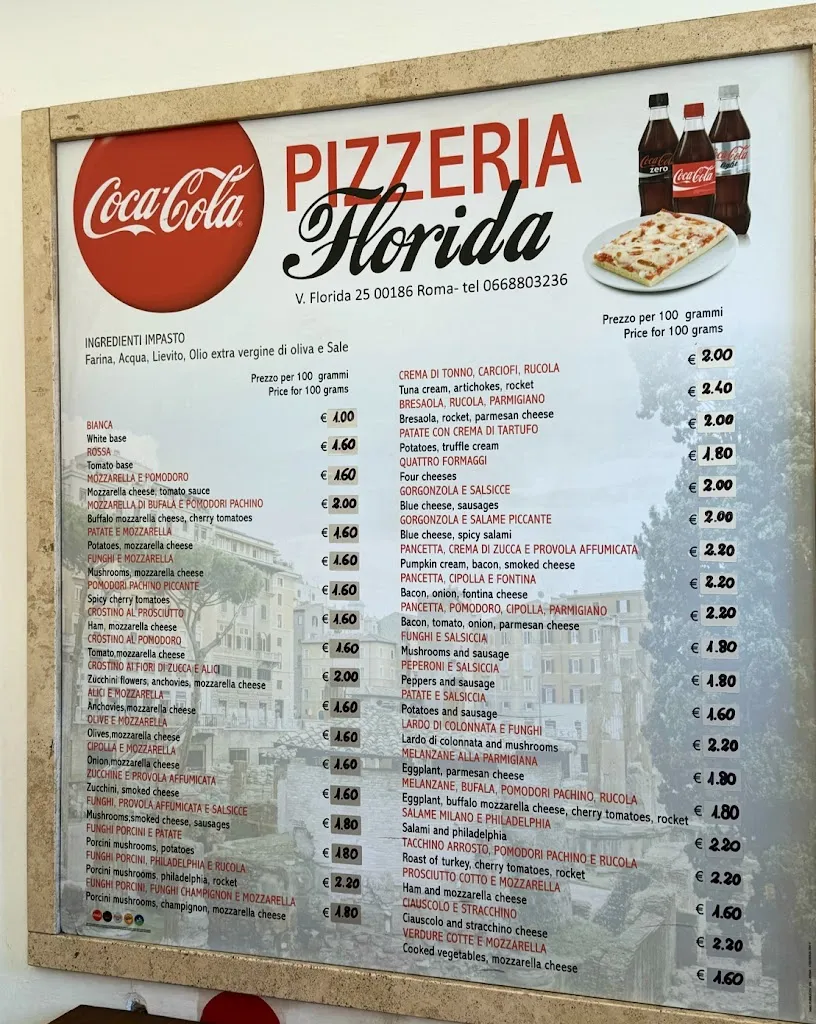 Coca-Cola
PIZZERIA
Florida
V. Florida 25 00186 Roma- tel 0668803236
Coca-Cola zero
Coca-Cola
Coca-Cola light
INGREDIENTI IMPASTO
Farina, Acqua, Lievito, Olio extra vergine di oliva e Sale
Prezzo per 100 grammi
Price for 100 grams
BIANCA € 1.00
White base
ROSSA € 1.60
Tomato base
MOZZARELLA E POMODORO € 1.60
Mozzarella cheese, tomato sauce
MOZZARELLA DI BUFALA E POMODORI PACHINO € 2.00
Buffalo mozzarella cheese, cherry tomatoes
PATATE E MOZZARELLA € 1.60
Potatoes, mozzarella cheese
FUNGHI E MOZZARELLA € 1.60
Mushrooms, mozzarella cheese
POMODORI PACHINO PICCANTE € 1.60
Spicy cherry tomatoes
CROSTINO AL PROSCIUTTO € 1.60
Ham, mozzarella cheese
CROSTINO AL POMODORO € 1.60
Tomato,mozzarella cheese
CROSTINO AI FIORI DI ZUCCA E ALICI € 2.00
Zucchini flowers, anchovies, mozzarella cheese
ALICI E MOZZARELLA € 1.60
Anchovies,mozzarella cheese
OLIVE E MOZZARELLA € 1.60
Olives,mozzarella cheese
CIPOLLA E MOZZARELLA € 1.60
Onion,mozzarella cheese
ZUCCHINE E PROVOLA AFFUMICATA € 1.60
Zucchini, smoked cheese
FUNGHI, PROVOLA AFFUMICATA E SALSICCE € 1.80
Mushrooms,smoked cheese, sausages
FUNGHI PORCINI E PATATE € 1.80
Porcini mushrooms, potatoes
FUNGHI PORCINI, PHILADELPHIA E RUCOLA € 2.20
Porcini mushrooms, philadelphia, rocket
FUNGHI PORCINI, FUNGHI CHAMPIGNON E MOZZARELLA € 1.80
Porcini mushrooms, champignon, mozzarella cheese
Prezzo per 100 grammi
Price for 100 grams
CREMA DI TONNO, CARCIOFI, RUCOLA € 2.00
Tuna cream, artichokes, rocket
BRESAOLA, RUCOLA, PARMIGIANO € 2.40
Bresaola, rocket, parmesan cheese
PATATE CON CREMA DI TARTUFO € 2.00
Potatoes, truffle cream
QUATTRO FORMAGGI € 1.80
Four cheeses
GORGONZOLA E SALSICCE € 2.00
Blue cheese, sausages
GORGONZOLA E SALAME PICCANTE € 2.00
Blue cheese, spicy salami
PANCETTA, CREMA DI ZUCCA E PROVOLA AFFUMICATA € 2.20
Pumpkin cream, bacon, smoked cheese
PANCETTA, CIPOLLA E FONTINA € 2.20
Bacon, onion, fontina cheese
PANCETTA, POMODORO, CIPOLLA, PARMIGIANO € 2.20
Bacon, tomato, onion, parmesan cheese
FUNGHI E SALSICCIA € 1.80
Mushrooms and sausage
PEPERONI E SALSICCIA € 1.80
Peppers and sausage
PATATE E SALSICCIA € 1.60
Potatoes and sausage
LARDO DI COLONNATA E FUNGHI € 2.20
Lardo di colonnata and mushrooms
MELANZANE ALLA PARMIGIANA € 1.80
Eggplant, parmesan cheese
MELANZANE, BUFALA, POMODORI PACHINO, RUCOLA € 1.80
Eggplant, buffalo mozzarella cheese, cherry tomatoes, rocket
SALAME MILANO E PHILADELPHIA € 2.20
Salami and philadelphia
TACCHINO ARROSTO, POMODORI PACHINO E RUCOLA € 2.20
Roast of turkey, cherry tomatoes, rocket
PROSCIUTTO COTTO E MOZZARELLA € 1.60
Ham and mozzarella cheese
CIAUSCOLO E STRACCHINO € 2.20
Ciauscolo and stracchino cheese
VERDURE COTTE E MOZZARELLA € 1.60
Cooked vegetables, mozzarella cheese